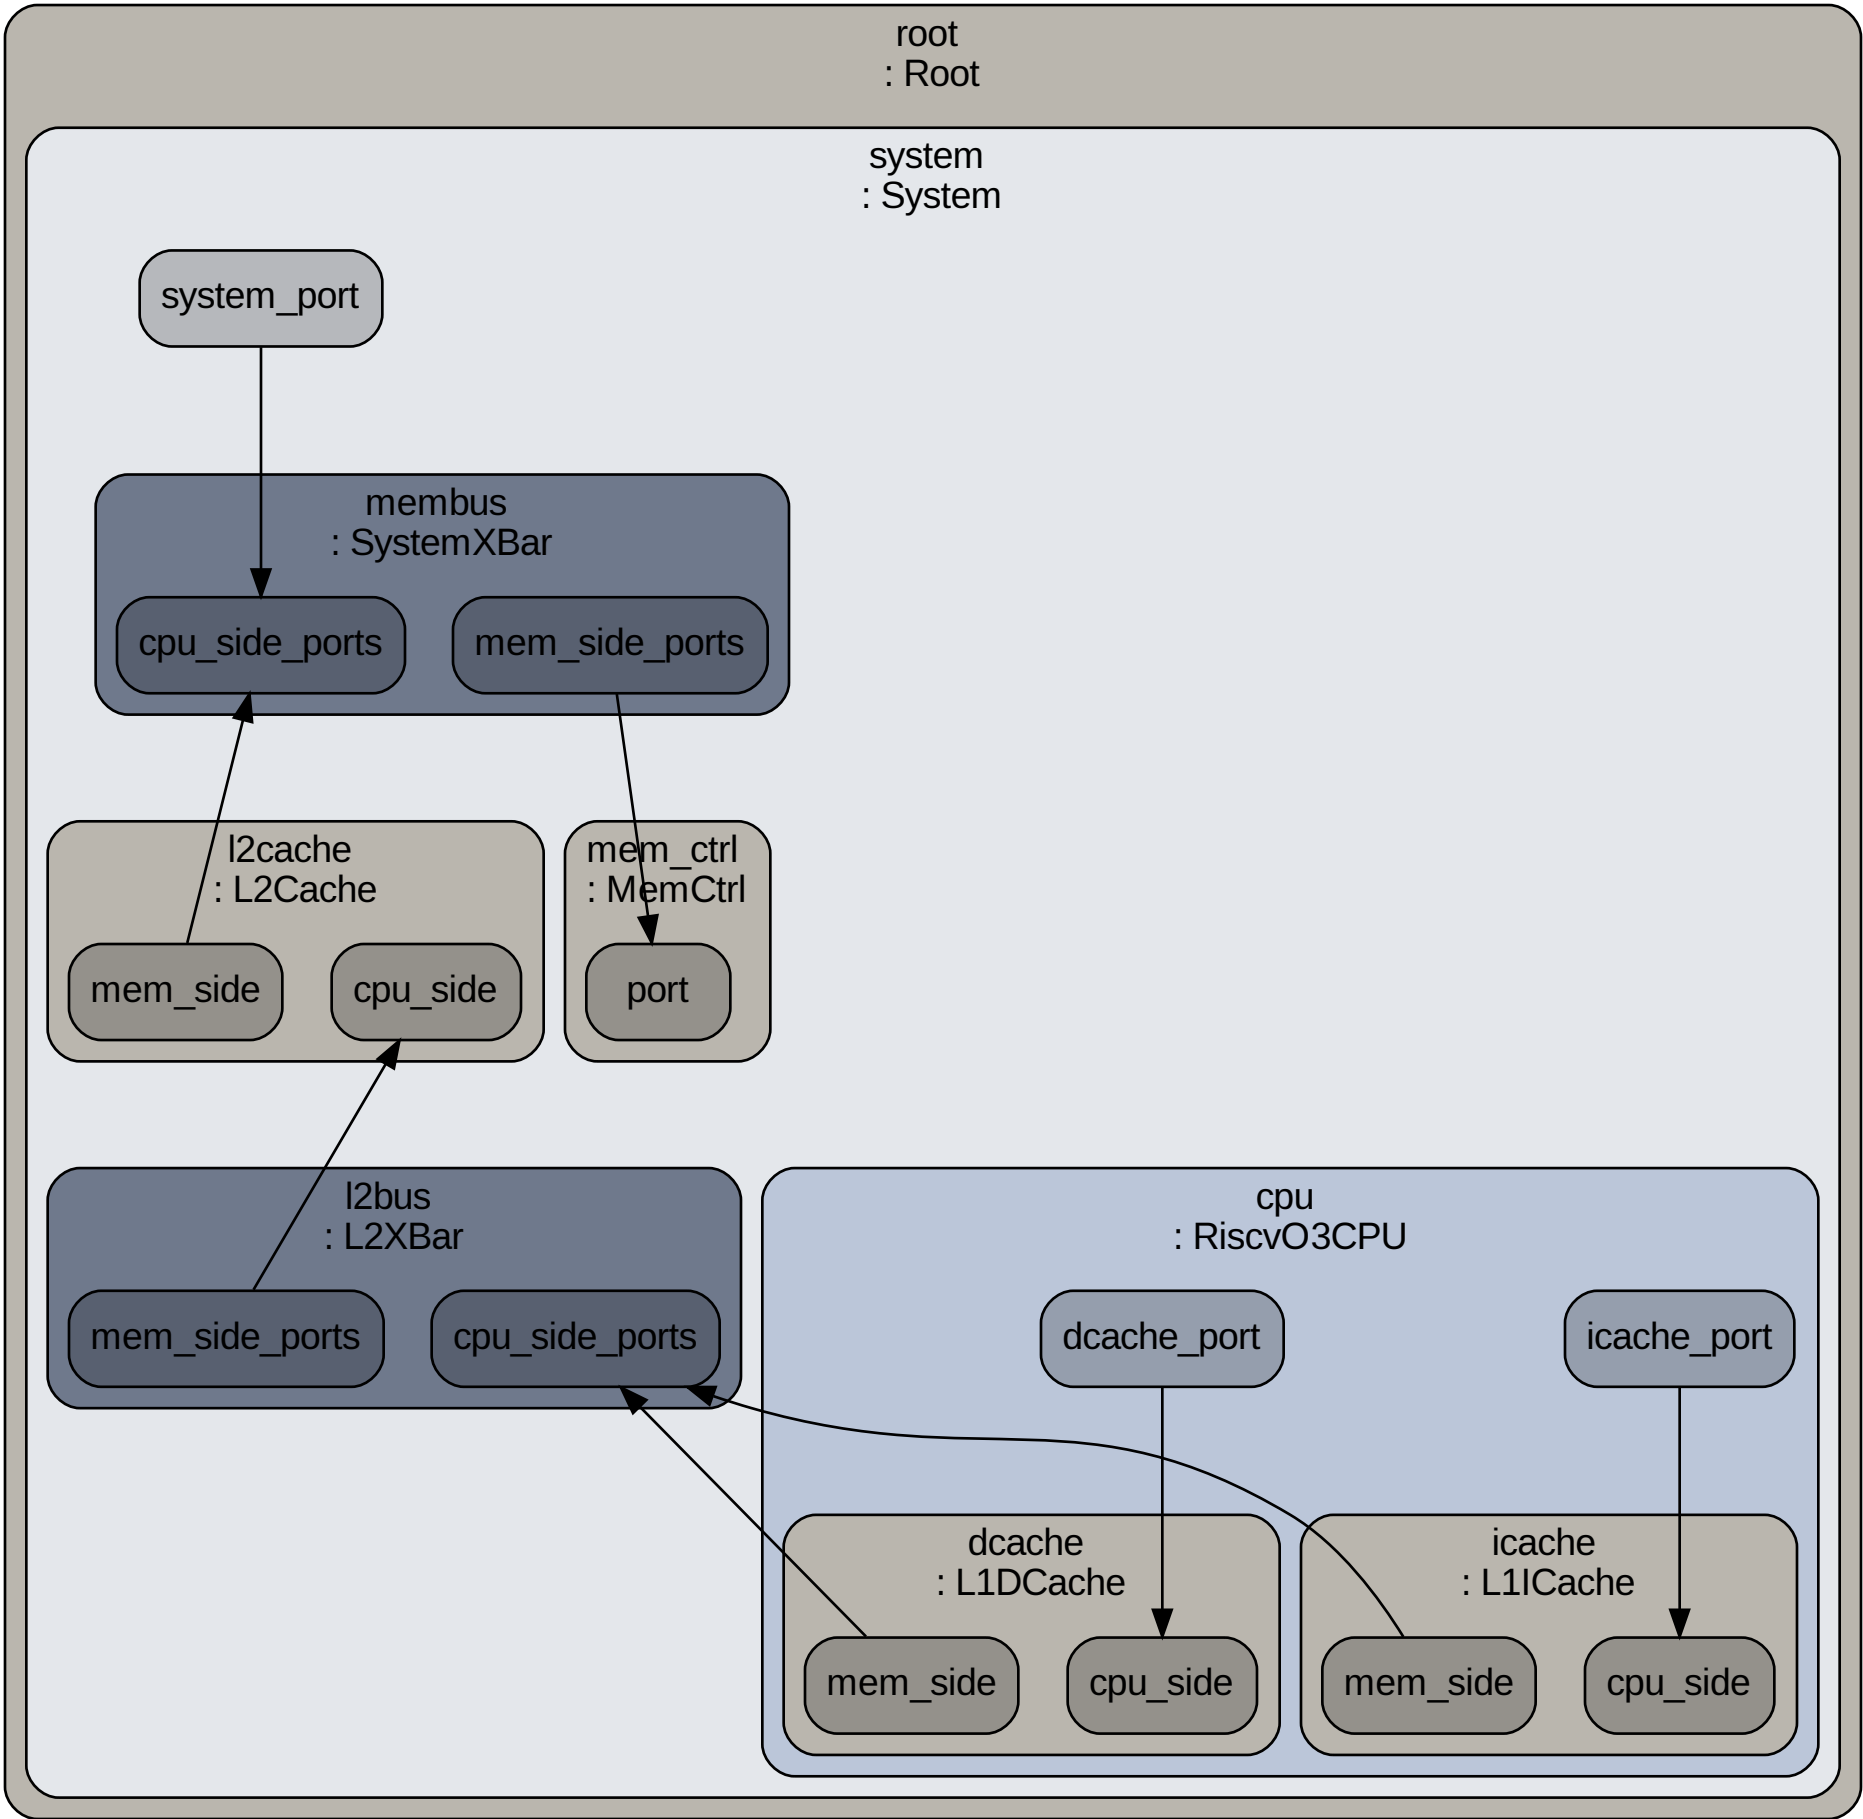 root
: Root
system
: System
system_port
membus
: SystemXBar
cpu_side_ports
mem_side_ports
l2cache
: L2Cache
mem_side
cpu_side
mem_ctrl
: MemCtrl
port
l2bus
: L2XBar
mem_side_ports
cpu_side_ports
cpu
: RiscvO3CPU
dcache_port
icache_port
dcache
: L1DCache
mem_side
cpu_side
icache
: L1ICache
mem_side
cpu_side